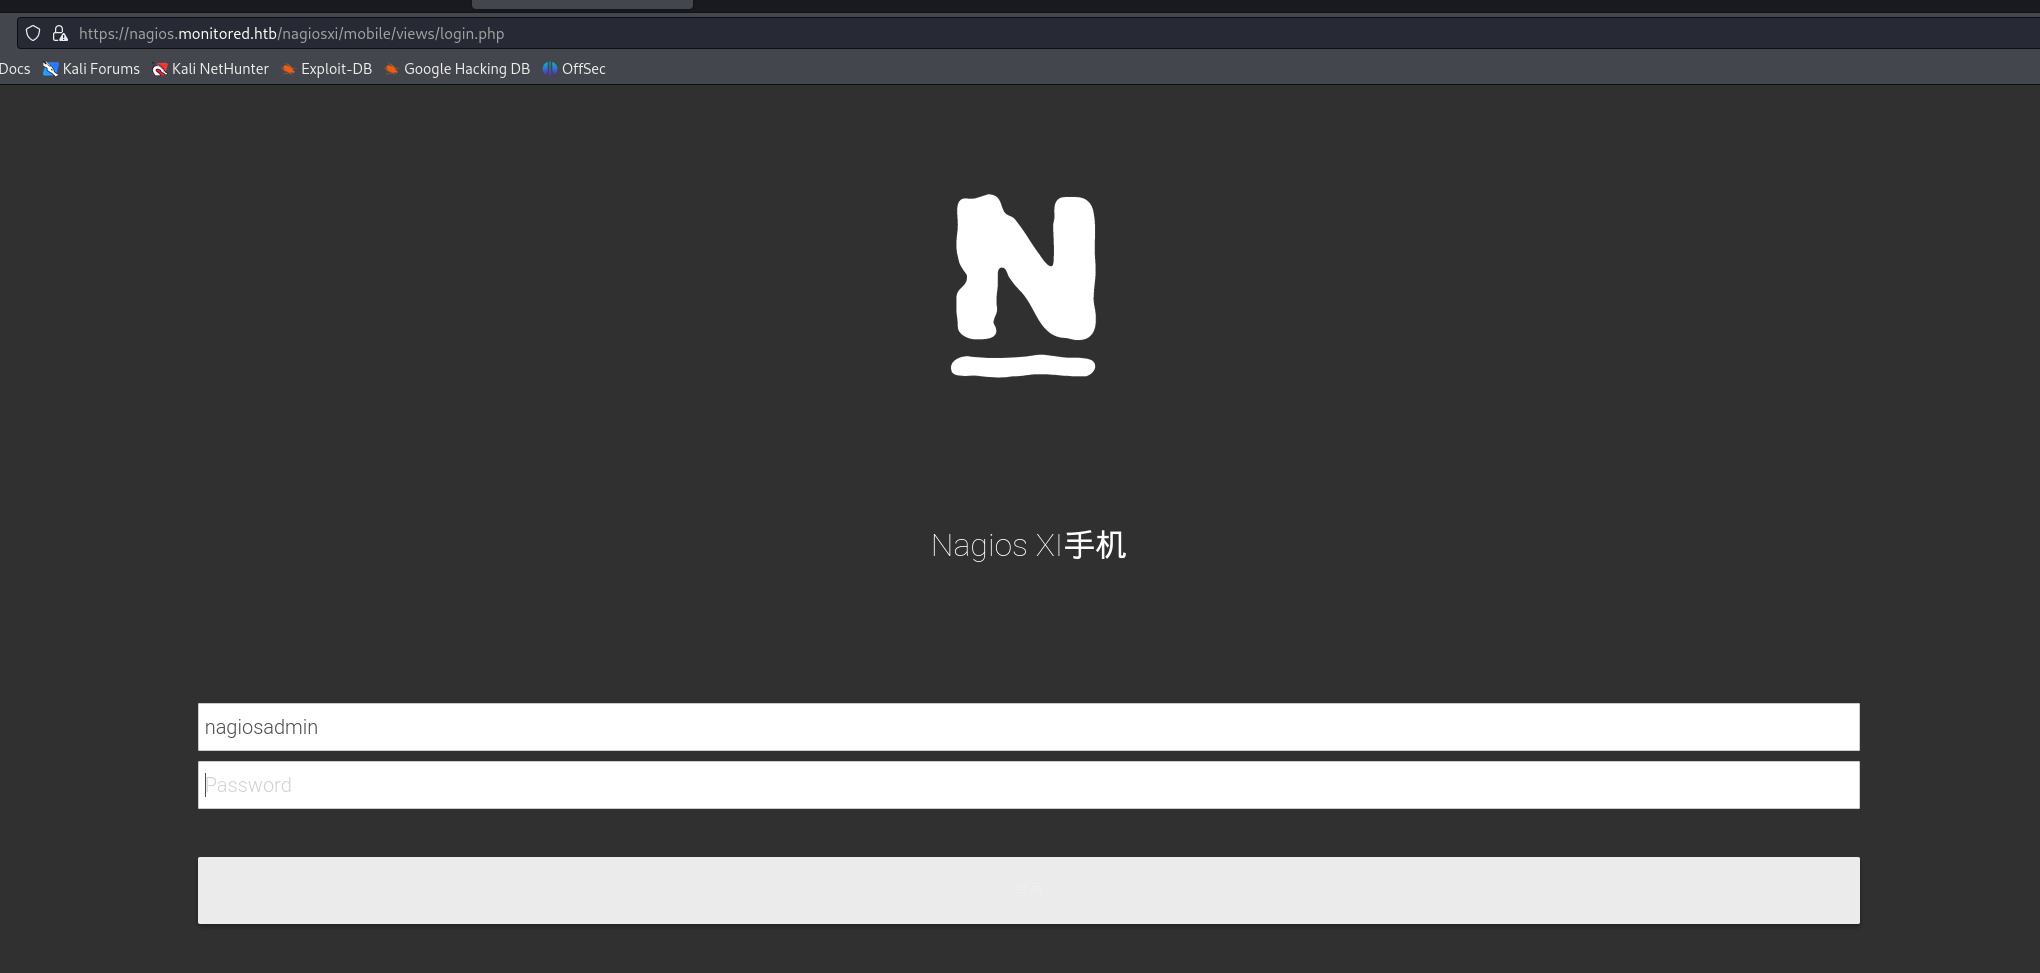 https://nagios.monitored.htb/nagiosxi/mobile/views/login.php
Docs Kali Forums Kali NetHunter Exploit-DB Google Hacking DB OffSec
N
Nagios XI手机
nagiosadmin
Password